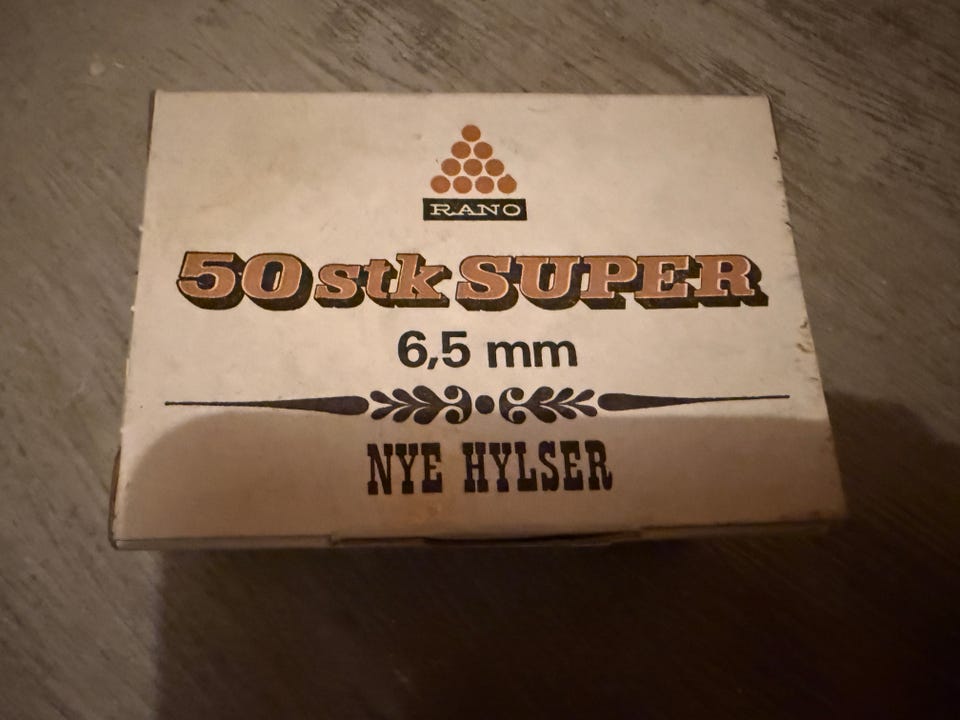 RANO
50 stk SUPER
6,5 mm
NYE HYLSER